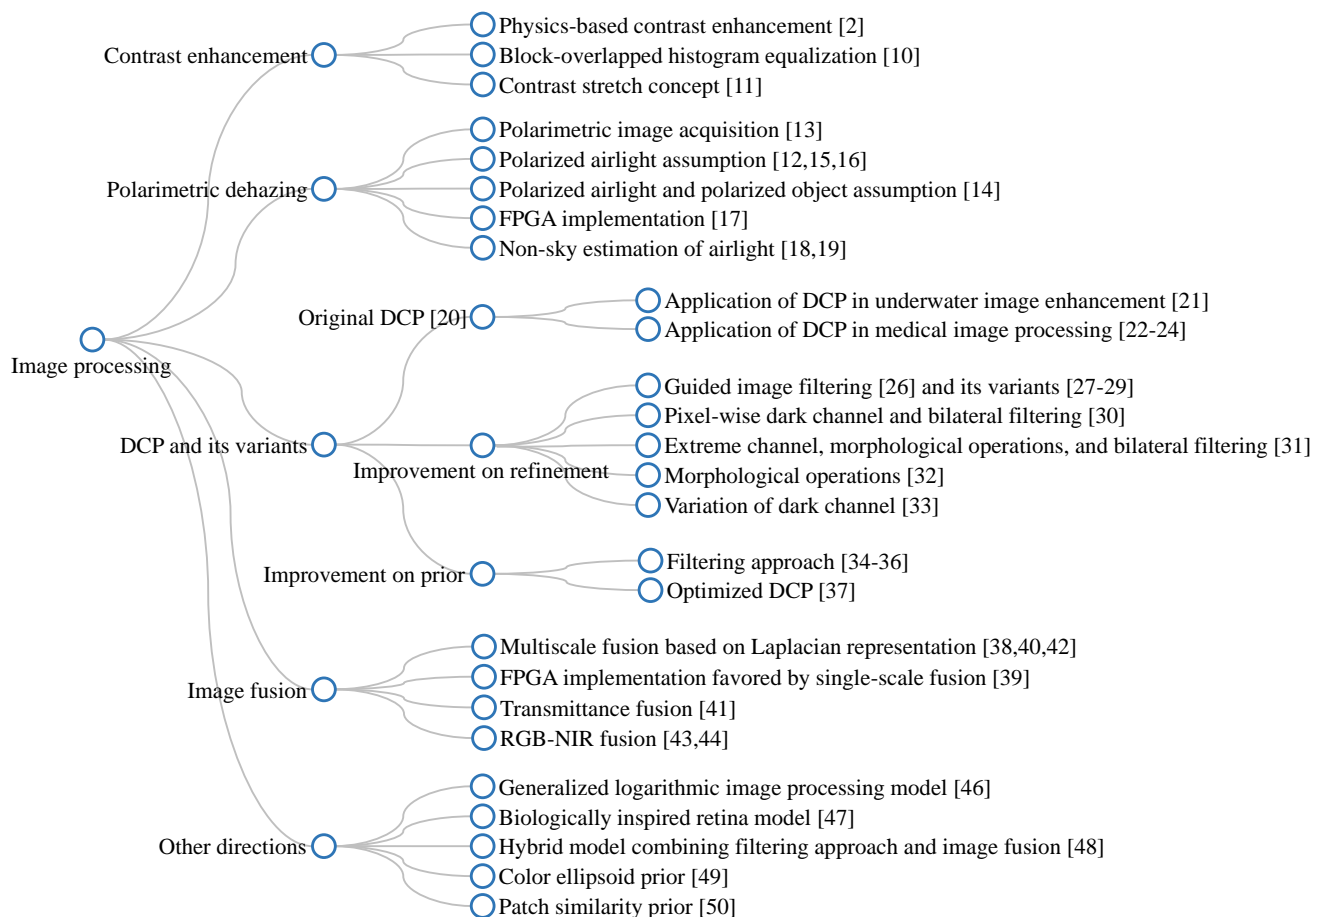 Image processing
Contrast enhancement
Physics-based contrast enhancement [2]
Block-overlapped histogram equalization [10]
Contrast stretch concept [11]
Polarimetric dehazing
Polarimetric image acquisition [13]
Polarized airlight assumption [12,15,16]
Polarized airlight and polarized object assumption [14]
FPGA implementation [17]
Non-sky estimation of airlight [18,19]
DCP and its variants
Original DCP [20]
Application of DCP in underwater image enhancement [21]
Application of DCP in medical image processing [22-24]
Improvement on refinement
Guided image filtering [26] and its variants [27-29]
Pixel-wise dark channel and bilateral filtering [30]
Extreme channel, morphological operations, and bilateral filtering [31]
Morphological operations [32]
Variation of dark channel [33]
Improvement on prior
Filtering approach [34-36]
Optimized DCP [37]
Image fusion
Multiscale fusion based on Laplacian representation [38,40,42]
FPGA implementation favored by single-scale fusion [39]
Transmittance fusion [41]
RGB-NIR fusion [43,44]
Other directions
Generalized logarithmic image processing model [46]
Biologically inspired retina model [47]
Hybrid model combining filtering approach and image fusion [48]
Color ellipsoid prior [49]
Patch similarity prior [50]